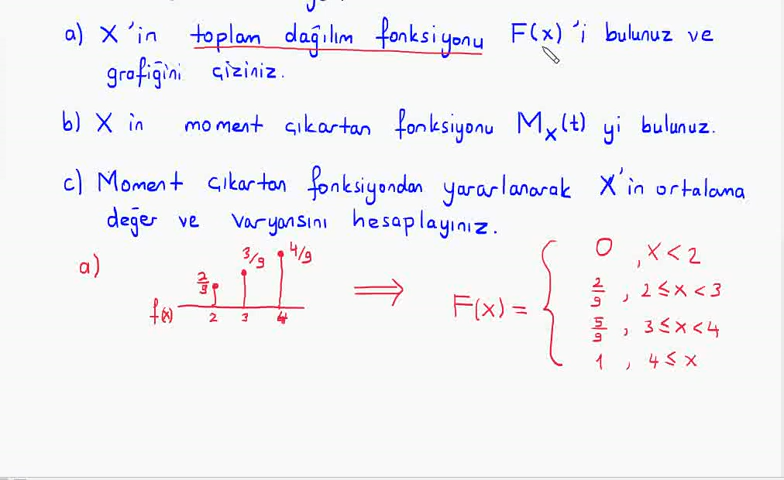 a) X'in toplam dağılım fonksiyonu F(x)'i bulunuz ve
grafiğini çiziniz.
b) X in moment çıkartan fonksiyonu M_X(t) yi bulunuz.
c) Moment çıkartan fonksiyondan yararlanarak X'in ortalama
değer ve varyansını hesaplayınız.
a)
2/9 3/9 4/9
f(x) 2 3 4
⟹
F(x) = {
0 , x < 2
2/9 , 2 ≤ x < 3
5/9 , 3 ≤ x < 4
1 , 4 ≤ x